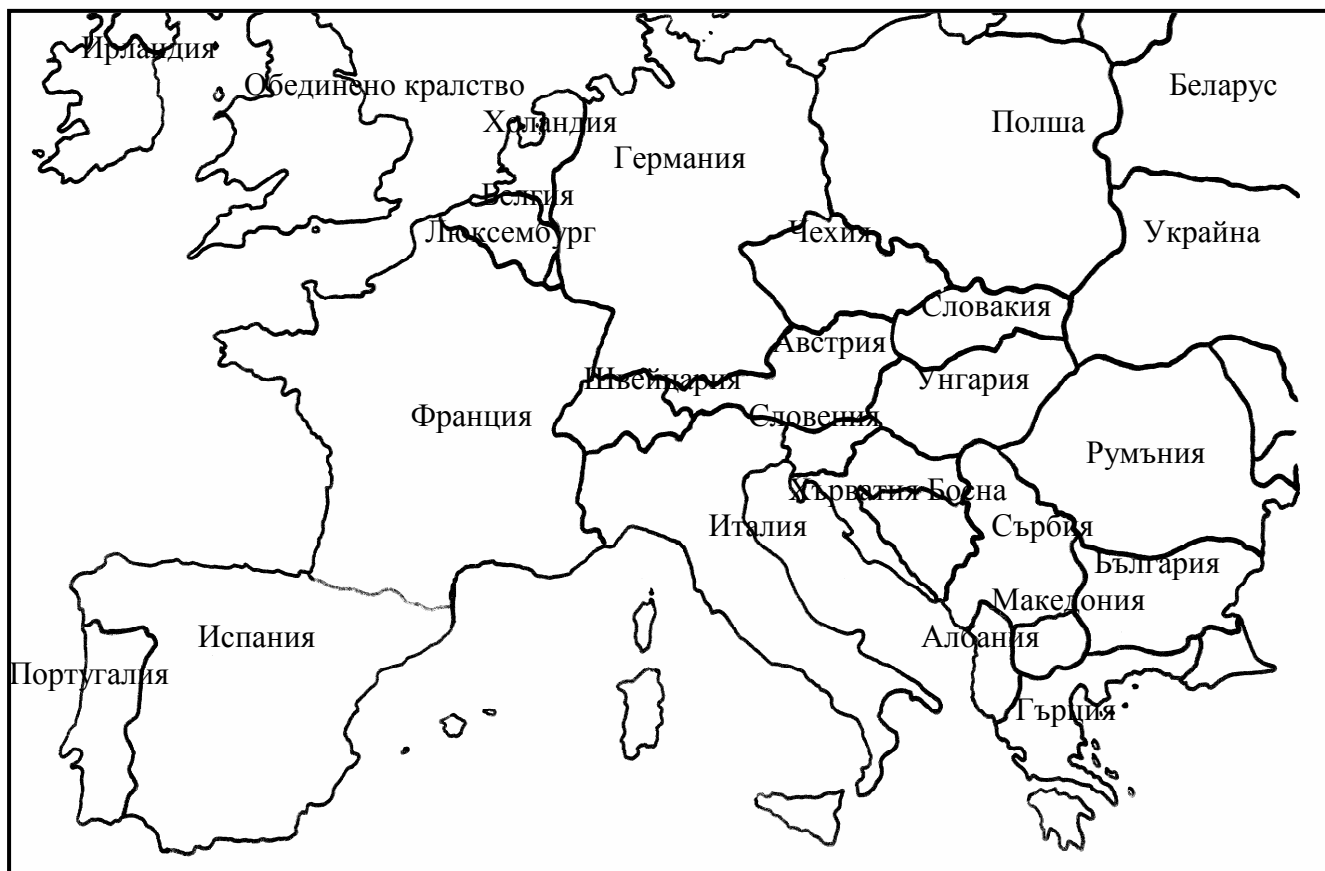 Ирландия
Обединено кралство
Беларус
Холандия
Полша
Германия
Белгия
Люксембург
Чехия
Украйна
Словакия
Австрия
Швейцария
Унгария
Франция
Словения
Румъния
Хърватия Босна
Италия
Сърбия
България
Македония
Испания
Албания
Португалия
Гърция